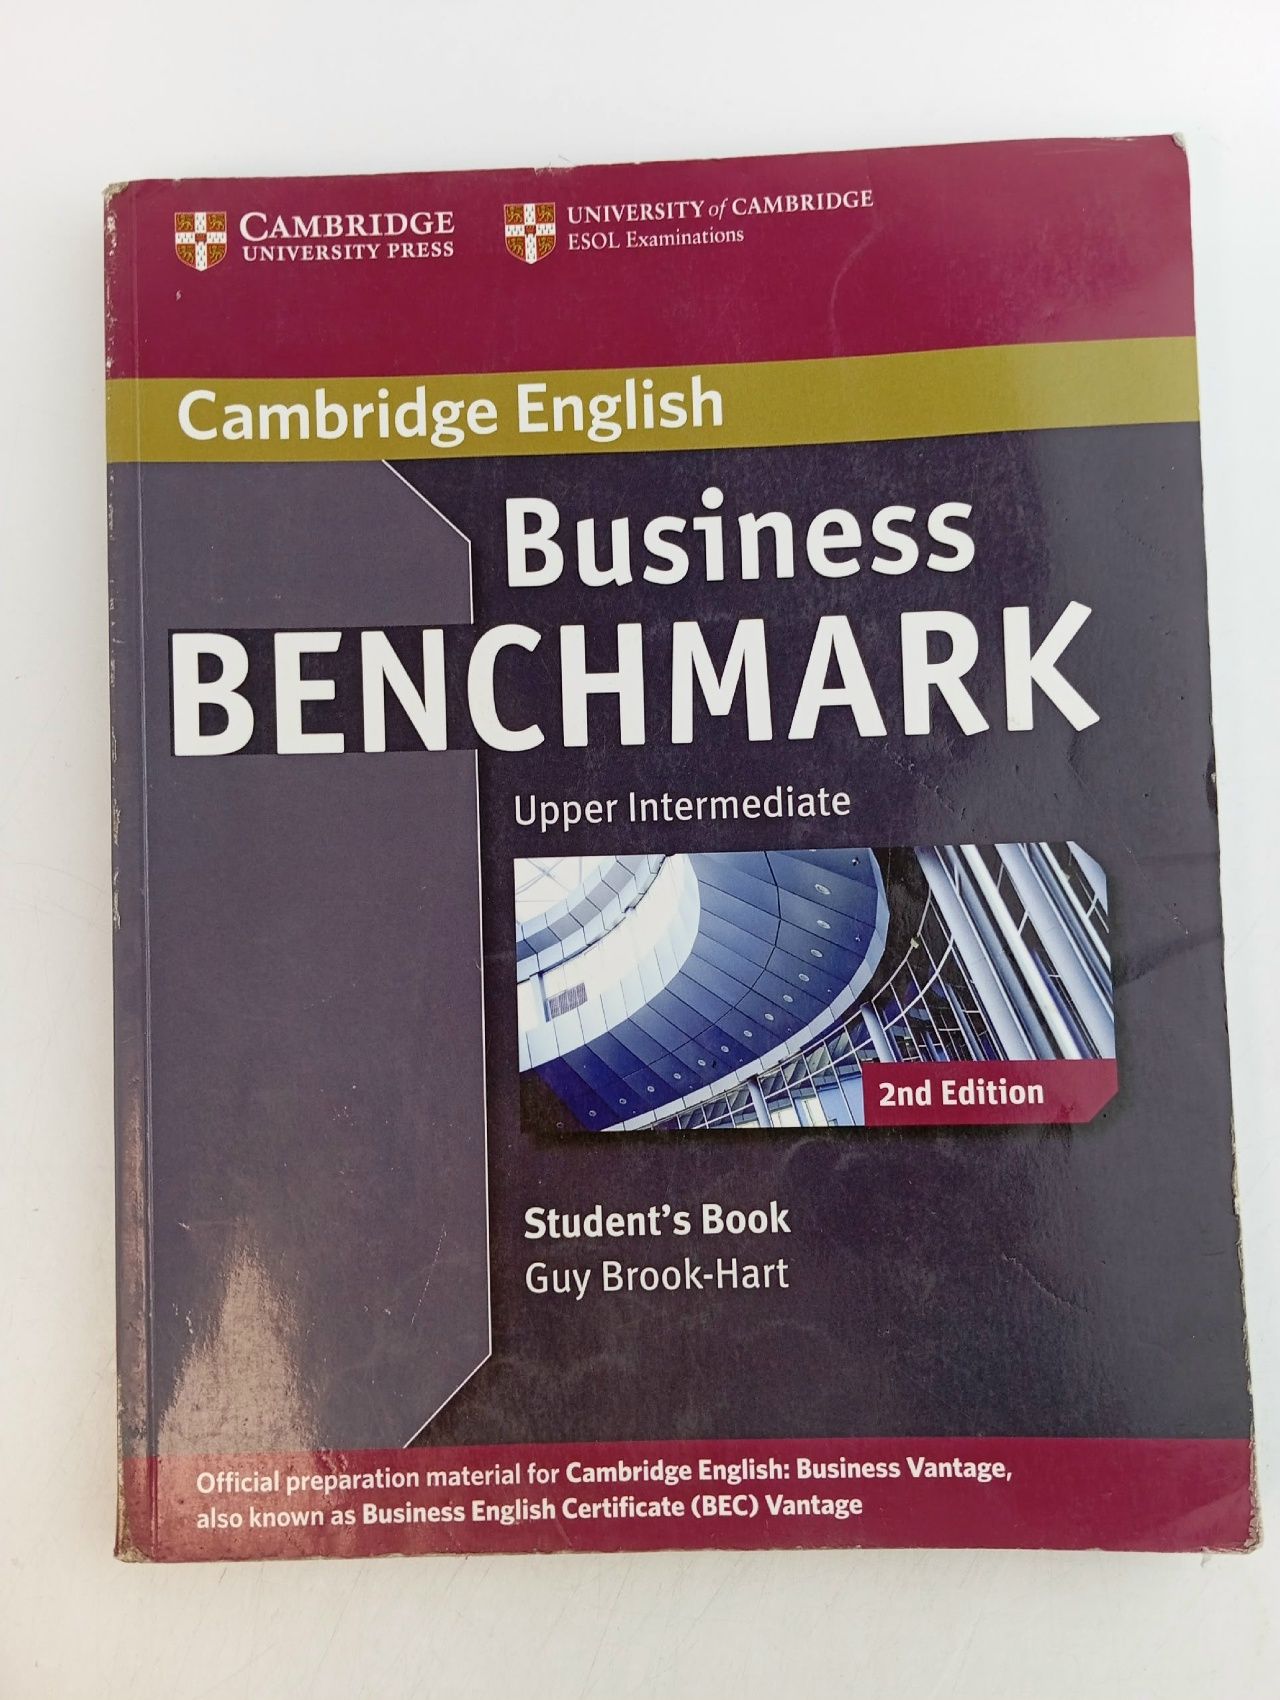 CAMBRIDGE
UNIVERSITY PRESS
UNIVERSITY of CAMBRIDGE
ESOL Examinations
Cambridge English
Business
BENCHMARK
Upper Intermediate
2nd Edition
Student's Book
Guy Brook-Hart
Official preparation material for Cambridge English: Business Vantage,
also known as Business English Certificate (BEC) Vantage